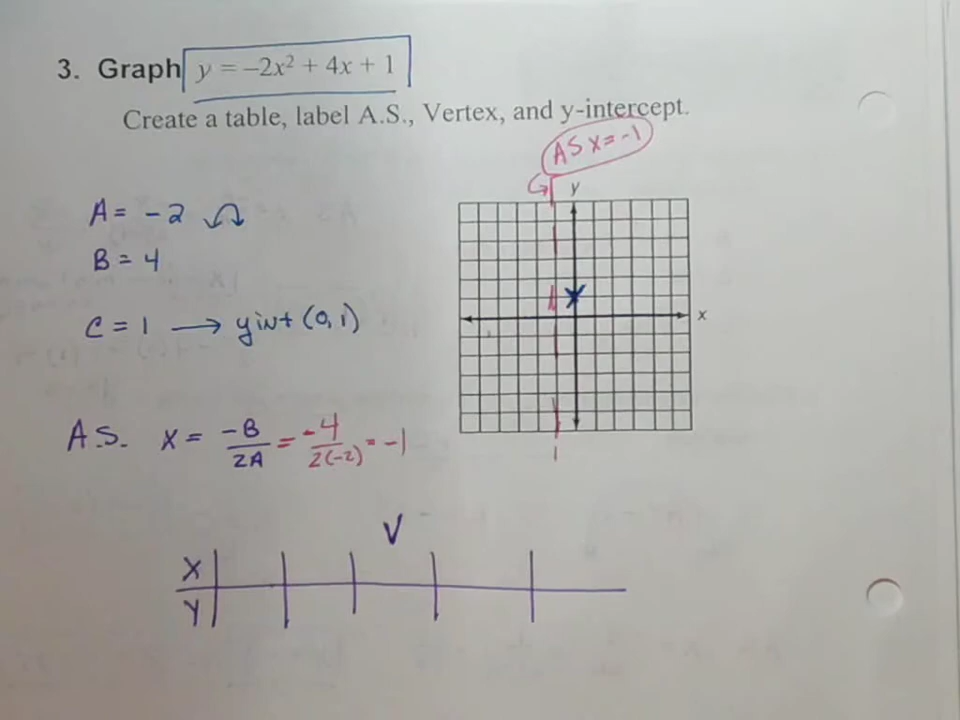 3. Graph y = –2x² + 4x + 1
Create a table, label A.S., Vertex, and y-intercept.
AS x = -1
y
A = -2
B = 4
x
C = 1 → yint (0,1)
A.S. x = -B/2A = -4/2(-2) = -1
V
X
Y